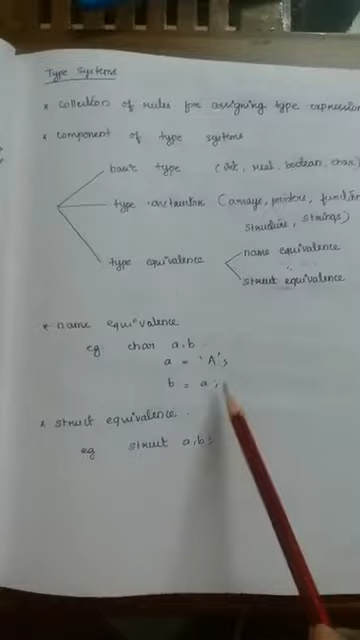 Type Systems
* collection of rules for assigning type expression
* component of type systems
basic type (int, real, boolean, char)
type constructor (arrays, pointers, function
structure, strings)
name equivalence
type equivalence
struct equivalence
* name equivalence
eg. char a, b
a = 'A';
b = a;
* struct equivalence
eg struct a, b;